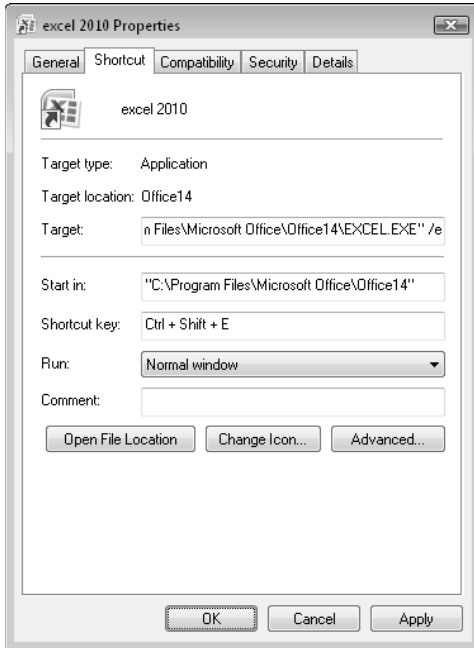 excel 2010 Properties
General Shortcut Compatibility Security Details
excel 2010
Target type: Application
Target location: Office14
Target: n Files\Microsoft Office\Office14\EXCEL.EXE" /e
Start in: "C:\Program Files\Microsoft Office\Office14"
Shortcut key: Ctrl + Shift + E
Run: Normal window
Comment:
Open File Location Change Icon... Advanced...
OK Cancel Apply